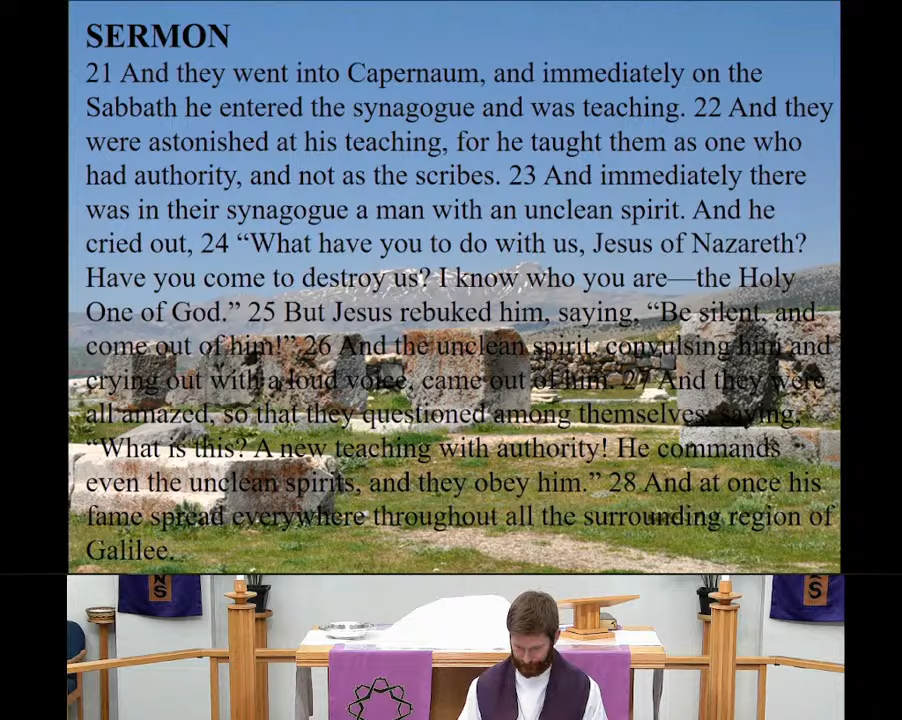 SERMON
21 And they went into Capernaum, and immediately on the
Sabbath he entered the synagogue and was teaching. 22 And they
were astonished at his teaching, for he taught them as one who
had authority, and not as the scribes. 23 And immediately there
was in their synagogue a man with an unclean spirit. And he
cried out, 24 “What have you to do with us, Jesus of Nazareth?
Have you come to destroy us? I know who you are—the Holy
One of God.” 25 But Jesus rebuked him, saying, “Be silent, and
come out of him!” 26 And the unclean spirit, convulsing him and
crying out with a loud voice, came out of him. 27 And they were
all amazed, so that they questioned among themselves, saying,
“What is this? A new teaching with authority! He commands
even the unclean spirits, and they obey him.” 28 And at once his
fame spread everywhere throughout all the surrounding region of
Galilee.